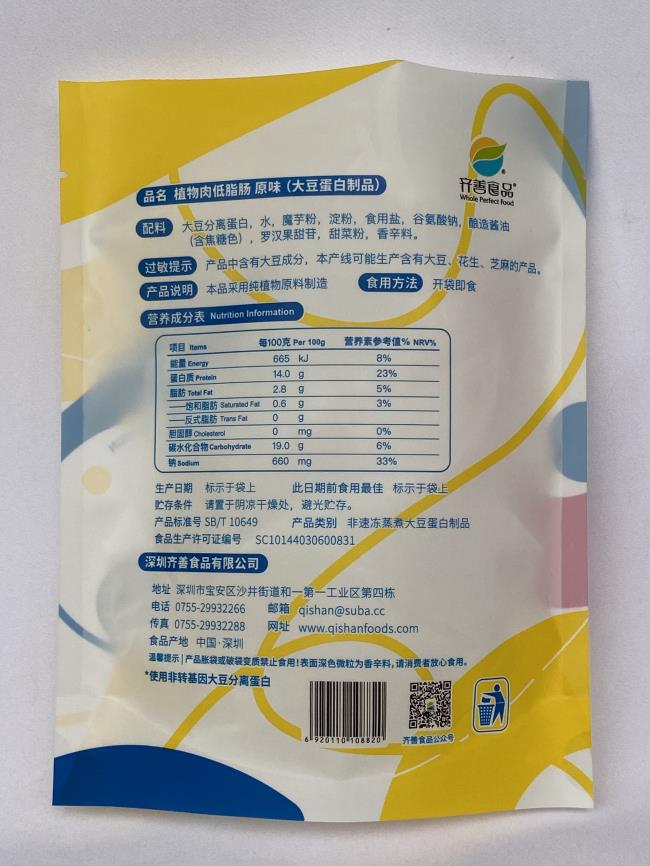 齐善食品®
Whole Perfect Food
品名 植物肉低脂肠 原味(大豆蛋白制品)
配料 大豆分离蛋白,水,魔芋粉,淀粉,食用盐,谷氨酸钠,酿造酱油
(含焦糖色),罗汉果甜苷,甜菜粉,香辛料。
过敏提示 产品中含有大豆成分,本产线可能生产含有大豆、花生、芝麻的产品。
产品说明 本品采用纯植物原料制造 食用方法 开袋即食
营养成分表 Nutrition Information
项目 Items 每100克 Per 100g 营养素参考值% NRV%
能量 Energy 665 kJ 8%
蛋白质 Protein 14.0 g 23%
脂肪 Total Fat 2.8 g 5%
——饱和脂肪 Saturated Fat 0.6 g 3%
——反式脂肪 Trans Fat 0 g
胆固醇 Cholesterol 0 mg 0%
碳水化合物 Carbohydrate 19.0 g 6%
钠 Sodium 660 mg 33%
生产日期 标示于袋上 此日期前食用最佳 标示于袋上
贮存条件 请置于阴凉干燥处,避光贮存。
产品标准号 SB/T 10649 产品类别 非速冻蒸煮大豆蛋白制品
食品生产许可证编号 SC10144030600831
深圳齐善食品有限公司
地址 深圳市宝安区沙井街道和一第一工业区第四栋
电话 0755-29932266 邮箱 qishan@suba.cc
传真 0755-29932288 网址 www.qishanfoods.com
食品产地 中国·深圳
温馨提示|产品胀袋或破袋变质禁止食用!表面深色微粒为香辛料,请消费者放心食用。
*使用非转基因大豆分离蛋白
6 920110 108820
齐善食品公众号